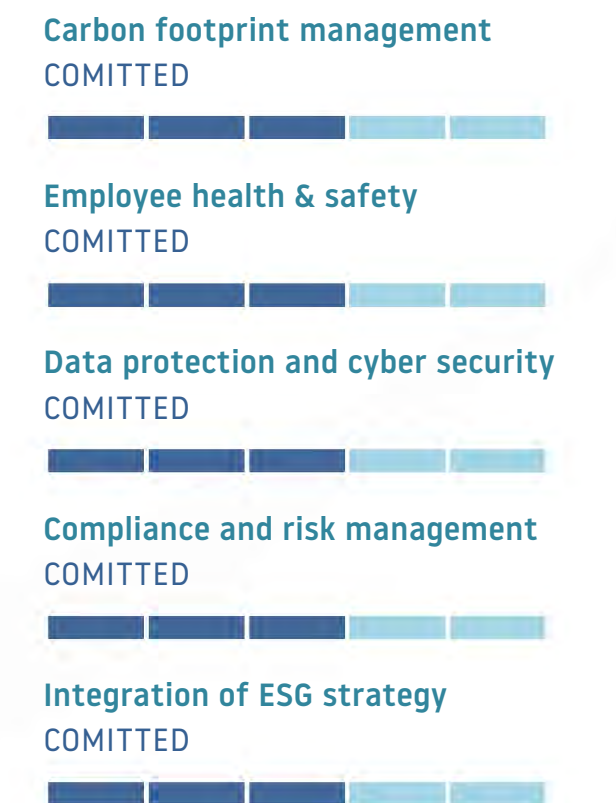 Carbon footprint management
COMITTED
Employee health & safety
COMITTED
Data protection and cyber security
COMITTED
Compliance and risk management
COMITTED
Integration of ESG strategy
COMITTED